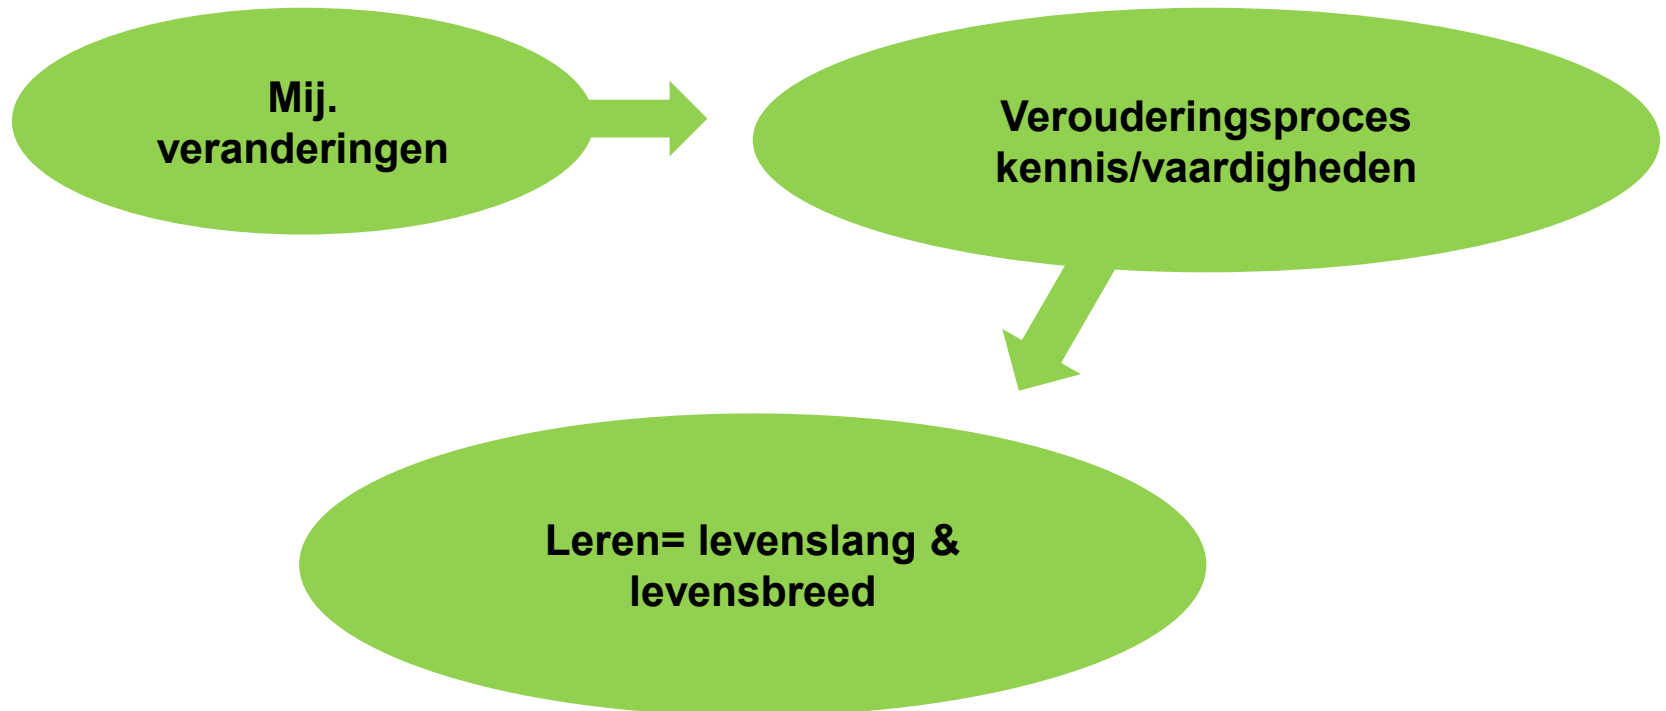 Mij.
veranderingen
Verouderingsproces
kennis/vaardigheden
Leren= levenslang &
levensbreed